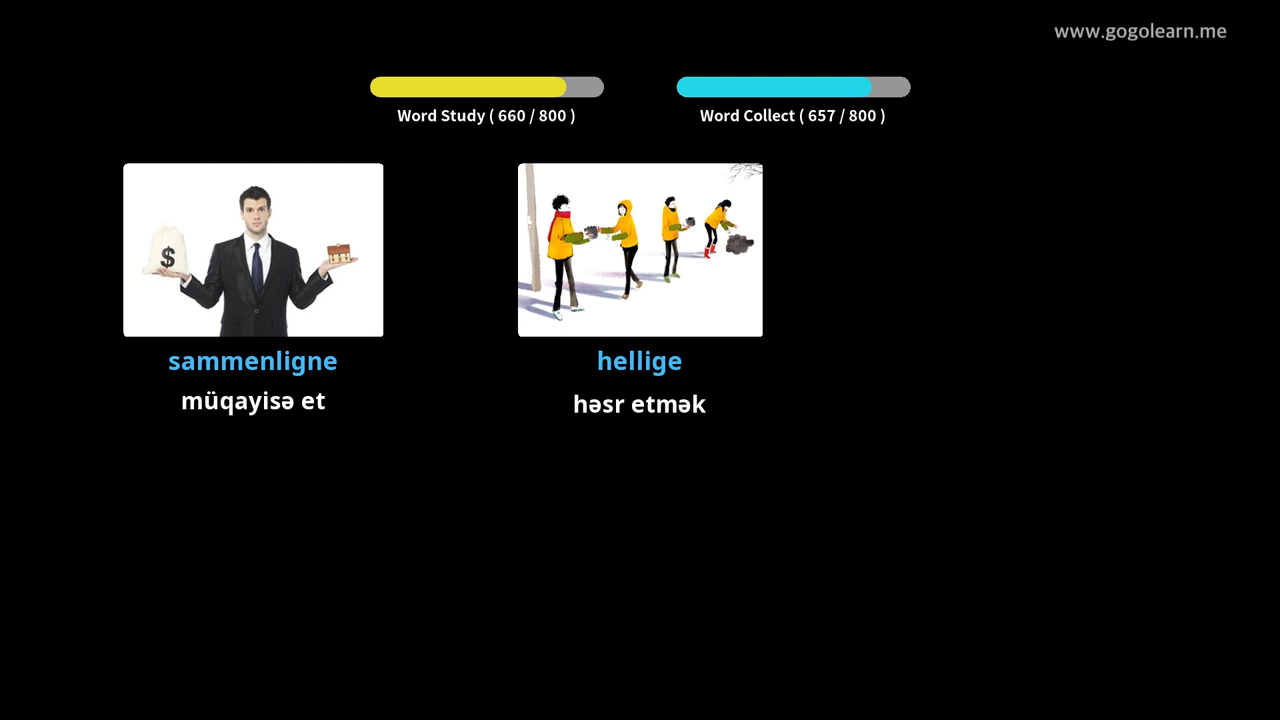 www.gogolearn.me
Word Study ( 660 / 800 )
Word Collect ( 657 / 800 )
$
sammenligne
müqayisə et
hellige
həsr etmək